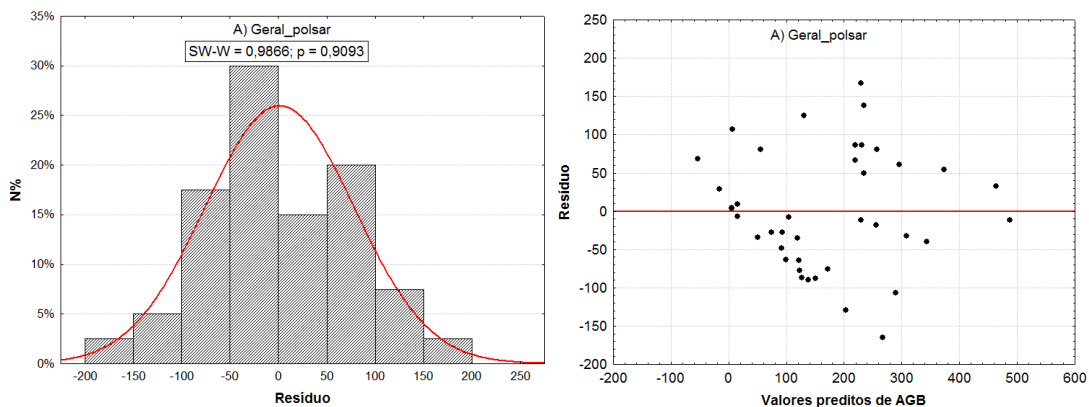 A) Geral_polsar
SW-W = 0,9866; p = 0,9093
35%
30%
25%
20%
15%
10%
5%
0%
N%
-200 -150 -100 -50 0 50 100 150 200 250
Resíduo
A) Geral_polsar
250
200
150
100
50
0
-50
-100
-150
-200
Resíduo
-200 -100 0 100 200 300 400 500 600
Valores preditos de AGB